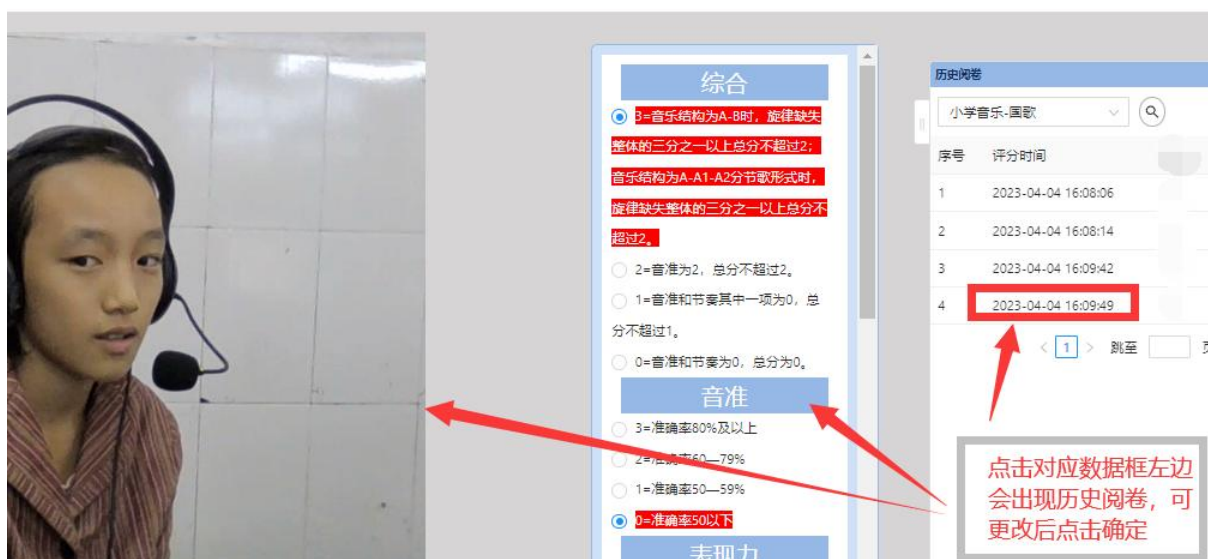 综合
3=音乐结构为A-B时，旋律缺失
整体的三分之一以上总分不超过2；
音乐结构为A-A1-A2分节歌形式时，
旋律缺失整体的三分之一以上总分不
超过2。
2=音准为2，总分不超过2。
1=音准和节奏其中一项为0，总
分不超过1。
0=音准和节奏为0，总分为0。
音准
3=准确率80%及以上
2=准确率60—79%
1=准确率50—59%
0=准确率50以下
表现力
历史阅卷
小学音乐-国歌
序号 评分时间
1 2023-04-04 16:08:06
2 2023-04-04 16:08:14
3 2023-04-04 16:09:42
4 2023-04-04 16:09:49
< 1 > 跳至
点击对应数据框左边
会出现历史阅卷，可
更改后点击确定